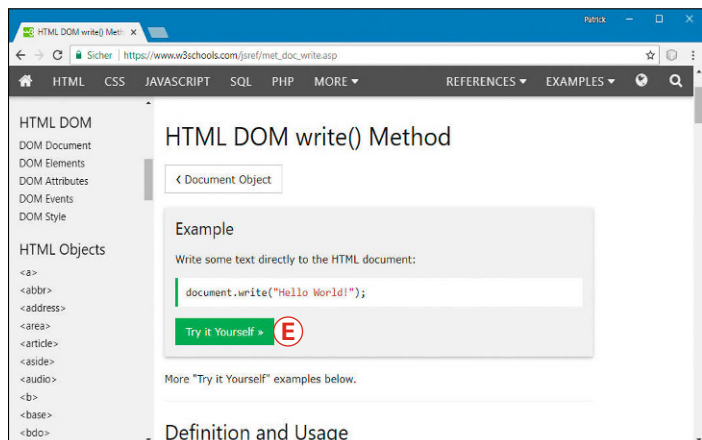 Patrick
HTML DOM write() Meth
Sicher | https://www.w3schools.com/jsref/met_doc_write.asp
HTML CSS JAVASCRIPT SQL PHP MORE REFERENCES EXAMPLES
HTML DOM
DOM Document
DOM Elements
DOM Attributes
DOM Events
DOM Style
HTML Objects
<a>
<abbr>
<address>
<area>
<article>
<aside>
<audio>
<b>
<base>
<bdo>
HTML DOM write() Method
❮ Document Object
Example
Write some text directly to the HTML document:
document.write("Hello World!");
Try it Yourself »
E
More "Try it Yourself" examples below.
Definition and Usage